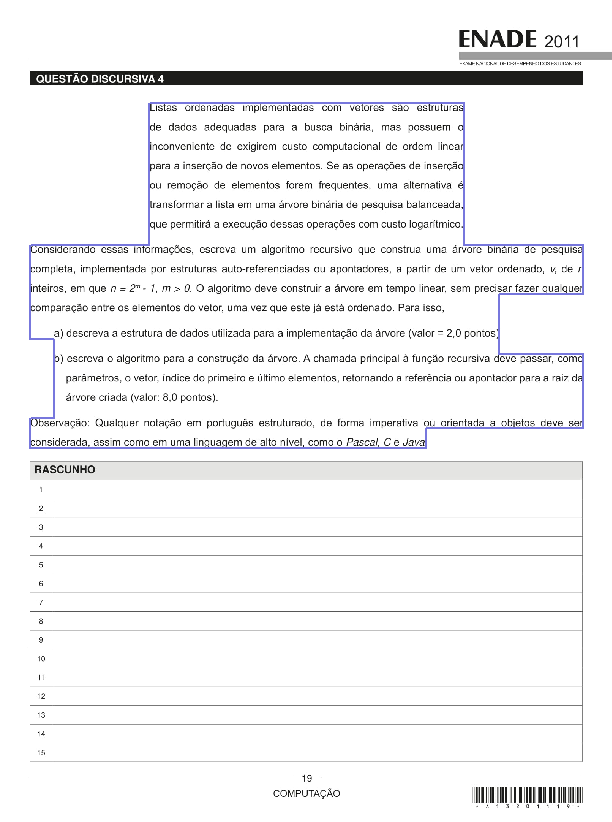 ENADE 2011
EXAME NACIONAL DE DESEMPENHO DOS ESTUDANTES
QUESTÃO DISCURSIVA 4
Listas ordenadas implementadas com vetores são estruturas
de dados adequadas para a busca binária, mas possuem o
inconveniente de exigirem custo computacional de ordem linear
para a inserção de novos elementos. Se as operações de inserção
ou remoção de elementos forem frequentes, uma alternativa é
transformar a lista em uma árvore binária de pesquisa balanceada,
que permitirá a execução dessas operações com custo logarítmico.
Considerando essas informações, escreva um algoritmo recursivo que construa uma árvore binária de pesquisa
completa, implementada por estruturas auto-referenciadas ou apontadores, a partir de um vetor ordenado, v, de n
inteiros, em que n = 2ᵐ - 1, m > 0. O algoritmo deve construir a árvore em tempo linear, sem precisar fazer qualquer
comparação entre os elementos do vetor, uma vez que este já está ordenado. Para isso,
a) descreva a estrutura de dados utilizada para a implementação da árvore (valor = 2,0 pontos)
b) escreva o algoritmo para a construção da árvore. A chamada principal à função recursiva deve passar, como
parâmetros, o vetor, índice do primeiro e último elementos, retornando a referência ou apontador para a raiz da
árvore criada (valor: 8,0 pontos).
Observação: Qualquer notação em português estruturado, de forma imperativa ou orientada a objetos deve ser
considerada, assim como em uma linguagem de alto nível, como o Pascal, C e Java.
RASCUNHO
1
2
3
4
5
6
7
8
9
10
11
12
13
14
15
19
COMPUTAÇÃO